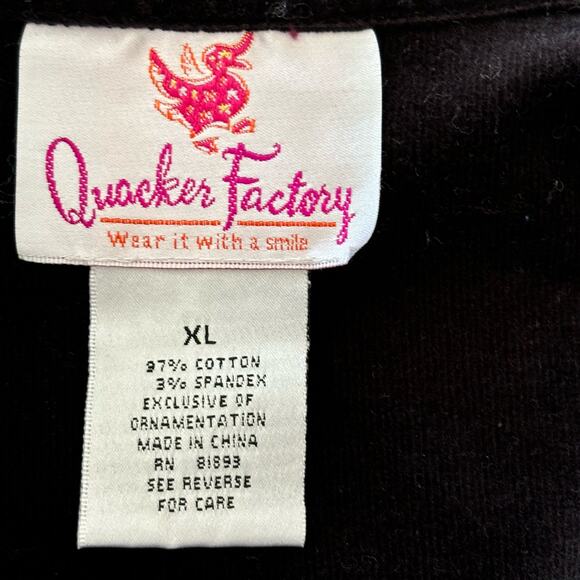 Quacker Factory
Wear it with a smile
XL
97% COTTON
3% SPANDEX
EXCLUSIVE OF
ORNAMENTATION
MADE IN CHINA
RN 81893
SEE REVERSE
FOR CARE